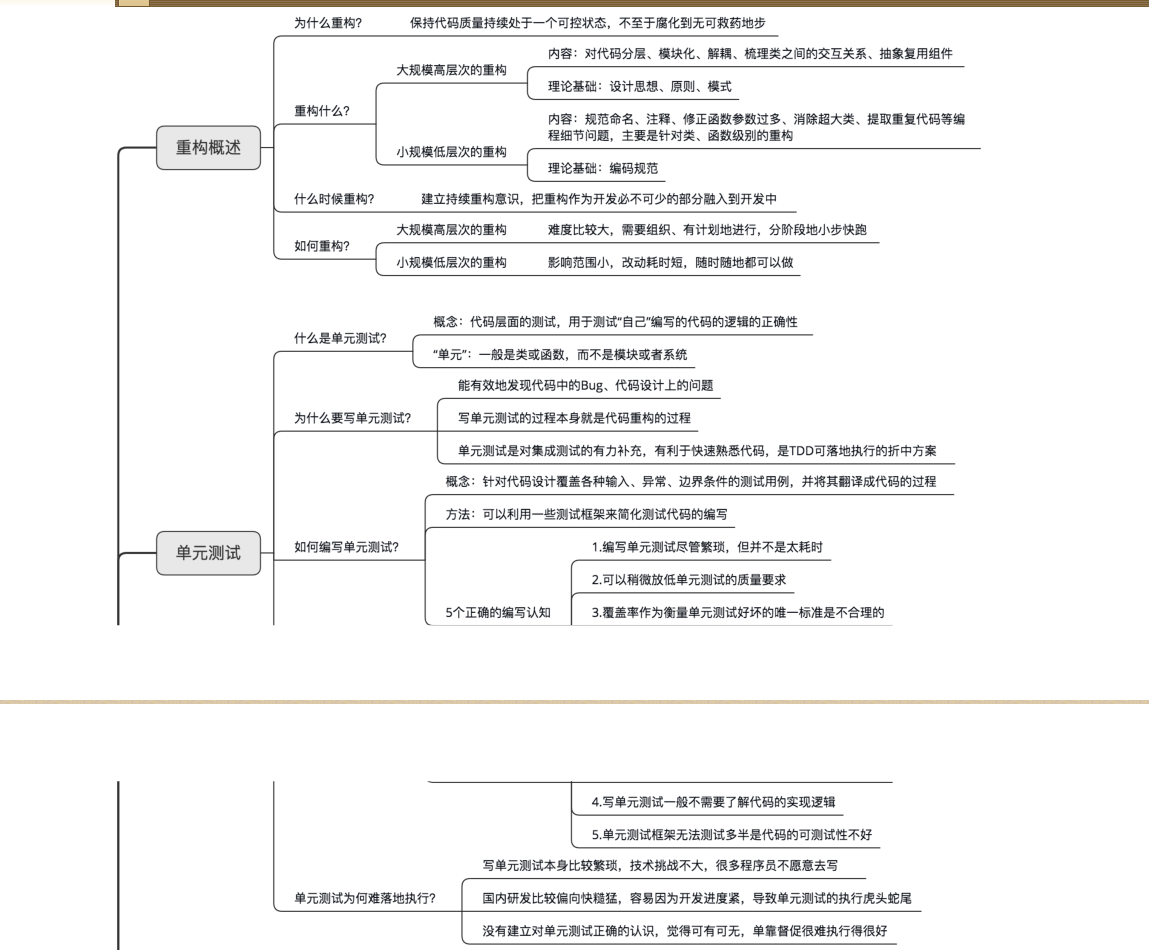 为什么重构?
保持代码质量持续处于一个可控状态，不至于腐化到无可救药地步
重构概述
重构什么?
大规模高层次的重构
内容：对代码分层、模块化、解耦、梳理类之间的交互关系、抽象复用组件
理论基础：设计思想、原则、模式
小规模低层次的重构
内容：规范命名、注释、修正函数参数过多、消除超大类、提取重复代码等编
程细节问题，主要是针对类、函数级别的重构
理论基础：编码规范
什么时候重构?
建立持续重构意识，把重构作为开发必不可少的部分融入到开发中
如何重构?
大规模高层次的重构
难度比较大，需要组织、有计划地进行，分阶段地小步快跑
小规模低层次的重构
影响范围小，改动耗时短，随时随地都可以做
单元测试
什么是单元测试?
概念：代码层面的测试，用于测试“自己”编写的代码的逻辑的正确性
“单元”：一般是类或函数，而不是模块或者系统
为什么要写单元测试?
能有效地发现代码中的Bug、代码设计上的问题
写单元测试的过程本身就是代码重构的过程
单元测试是对集成测试的有力补充，有利于快速熟悉代码，是TDD可落地执行的折中方案
如何编写单元测试?
概念：针对代码设计覆盖各种输入、异常、边界条件的测试用例，并将其翻译成代码的过程
方法：可以利用一些测试框架来简化测试代码的编写
5个正确的编写认知
1.编写单元测试尽管繁琐，但并不是太耗时
2.可以稍微放低单元测试的质量要求
3.覆盖率作为衡量单元测试好坏的唯一标准是不合理的
4.写单元测试一般不需要了解代码的实现逻辑
5.单元测试框架无法测试多半是代码的可测试性不好
单元测试为何难落地执行?
写单元测试本身比较繁琐，技术挑战不大，很多程序员不愿意去写
国内研发比较偏向快糙猛，容易因为开发进度紧，导致单元测试的执行虎头蛇尾
没有建立对单元测试正确的认识，觉得可有可无，单靠督促很难执行得很好